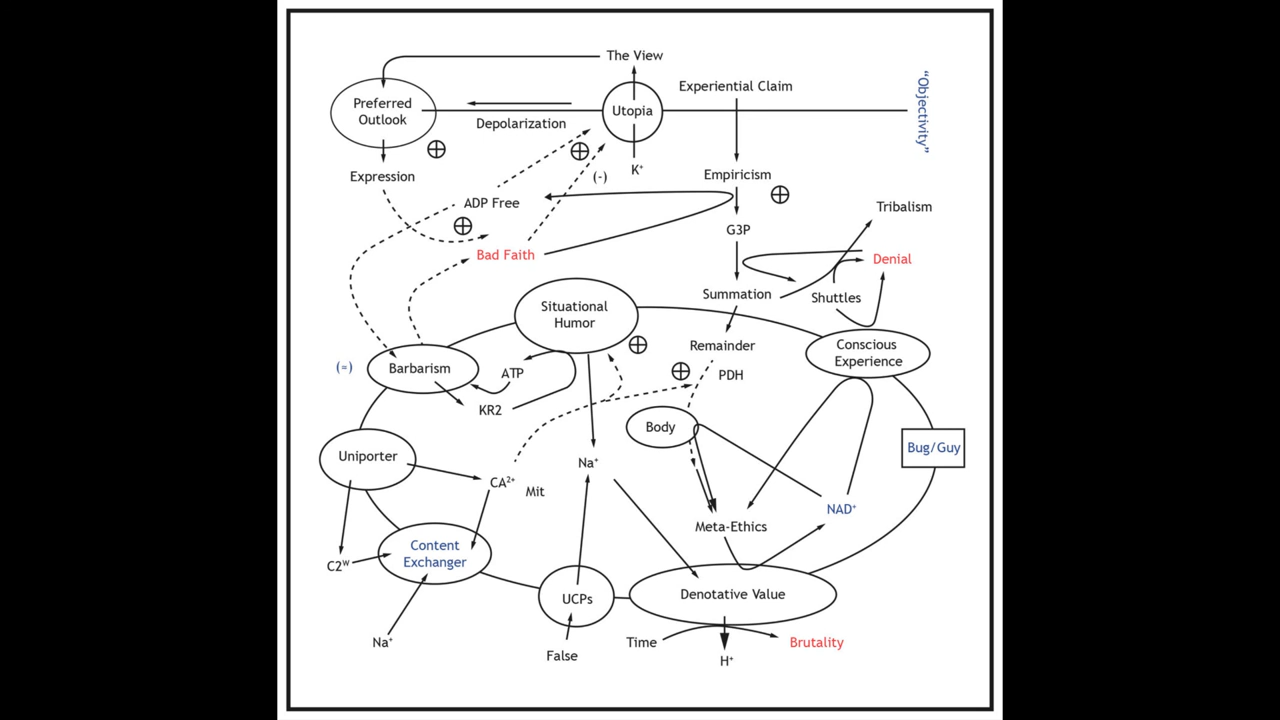 The View
Experiential Claim
Preferred
Outlook
Utopia
"Objectivity"
Depolarization
(-)
K⁺
Expression
Empiricism
ADP Free
Tribalism
G3P
Bad Faith
Denial
Summation
Shuttles
Situational
Humor
Remainder
Conscious
Experience
(=)
Barbarism
ATP
PDH
KR2
Body
Bug/Guy
Uniporter
Na⁺
CA²⁺
Mit
NAD⁺
Meta-Ethics
Content
Exchanger
C2ᵂ
UCPs
Denotative Value
Na⁺
False
Time
Brutality
H⁺